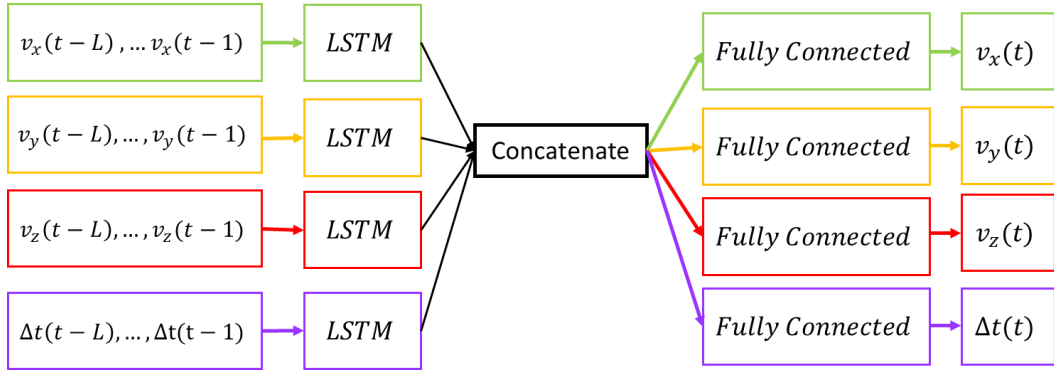 v_x(t − L) , … v_x(t − 1)
LSTM
Fully Connected
v_x(t)
v_y(t − L), … , v_y(t − 1)
LSTM
Concatenate
Fully Connected
v_y(t)
v_z(t − L), … , v_z(t − 1)
LSTM
Fully Connected
v_z(t)
Δt(t − L), … , Δt(t − 1)
LSTM
Fully Connected
Δt(t)